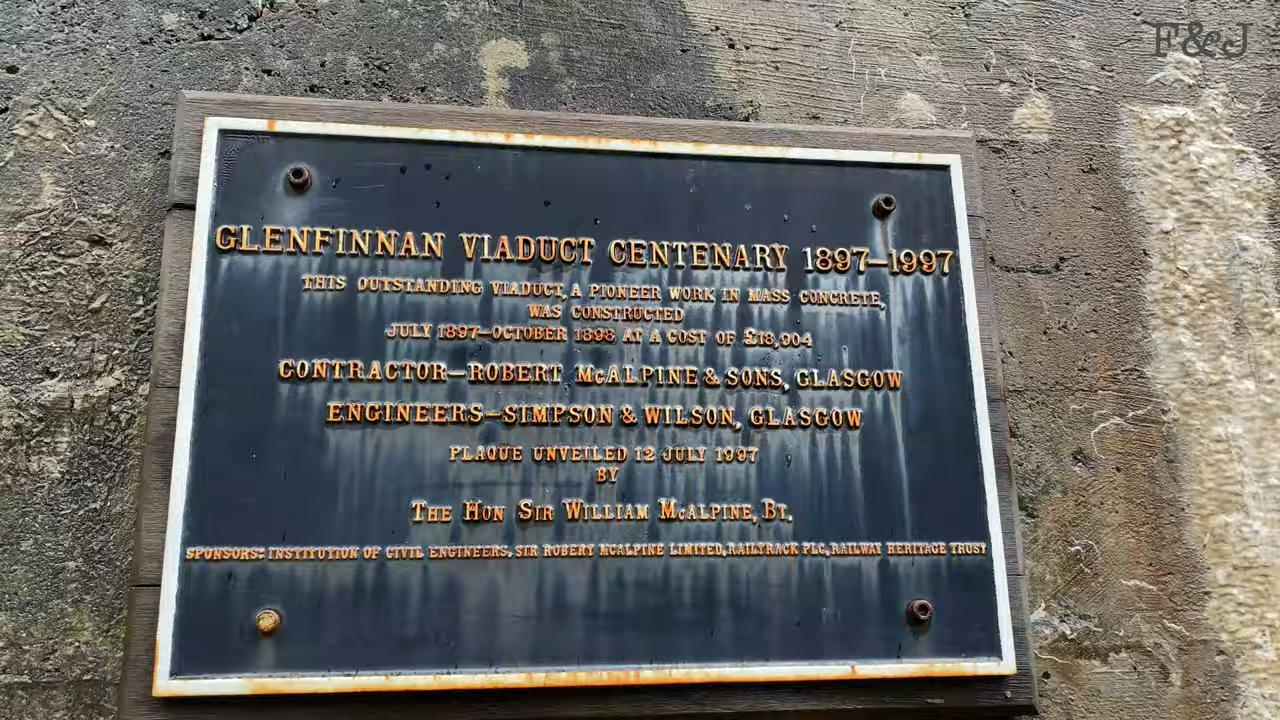 F&J
GLENFINNAN VIADUCT CENTENARY 1897-1997
THIS OUTSTANDING VIADUCT, A PIONEER WORK IN MASS CONCRETE,
WAS CONSTRUCTED
JULY 1897-OCTOBER 1898 AT A COST OF £18,904
CONTRACTOR-ROBERT McALPINE & SONS, GLASGOW
ENGINEERS-SIMPSON & WILSON, GLASGOW
PLAQUE UNVEILED 12 JULY 1997
BY
THE HON SIR WILLIAM McALPINE, BT.
SPONSORS: INSTITUTION OF CIVIL ENGINEERS, SIR ROBERT MCALPINE LIMITED, RAILTRACK PLC, RAILWAY HERITAGE TRUST